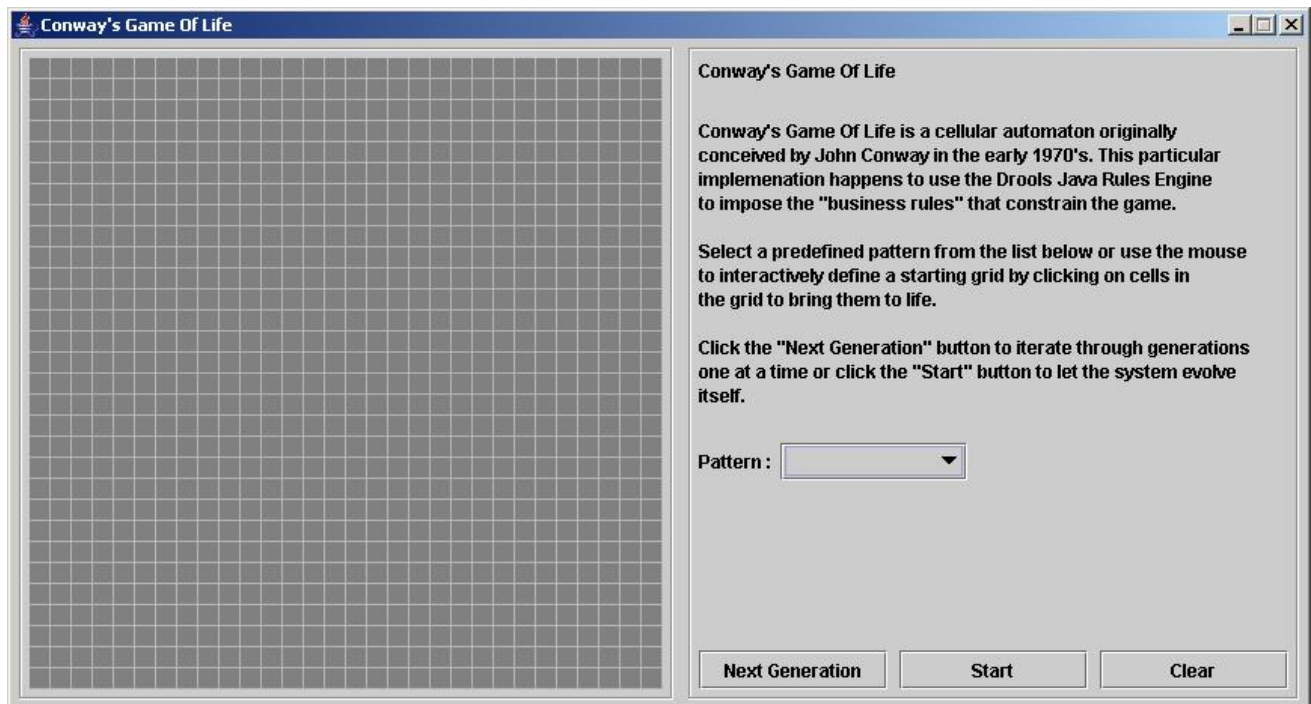 Conway's Game Of Life
Conway's Game Of Life
Conway's Game Of Life is a cellular automaton originally
conceived by John Conway in the early 1970's. This particular
implemenation happens to use the Drools Java Rules Engine
to impose the "business rules" that constrain the game.
Select a predefined pattern from the list below or use the mouse
to interactively define a starting grid by clicking on cells in
the grid to bring them to life.
Click the "Next Generation" button to iterate through generations
one at a time or click the "Start" button to let the system evolve
itself.
Pattern :
Next Generation Start Clear